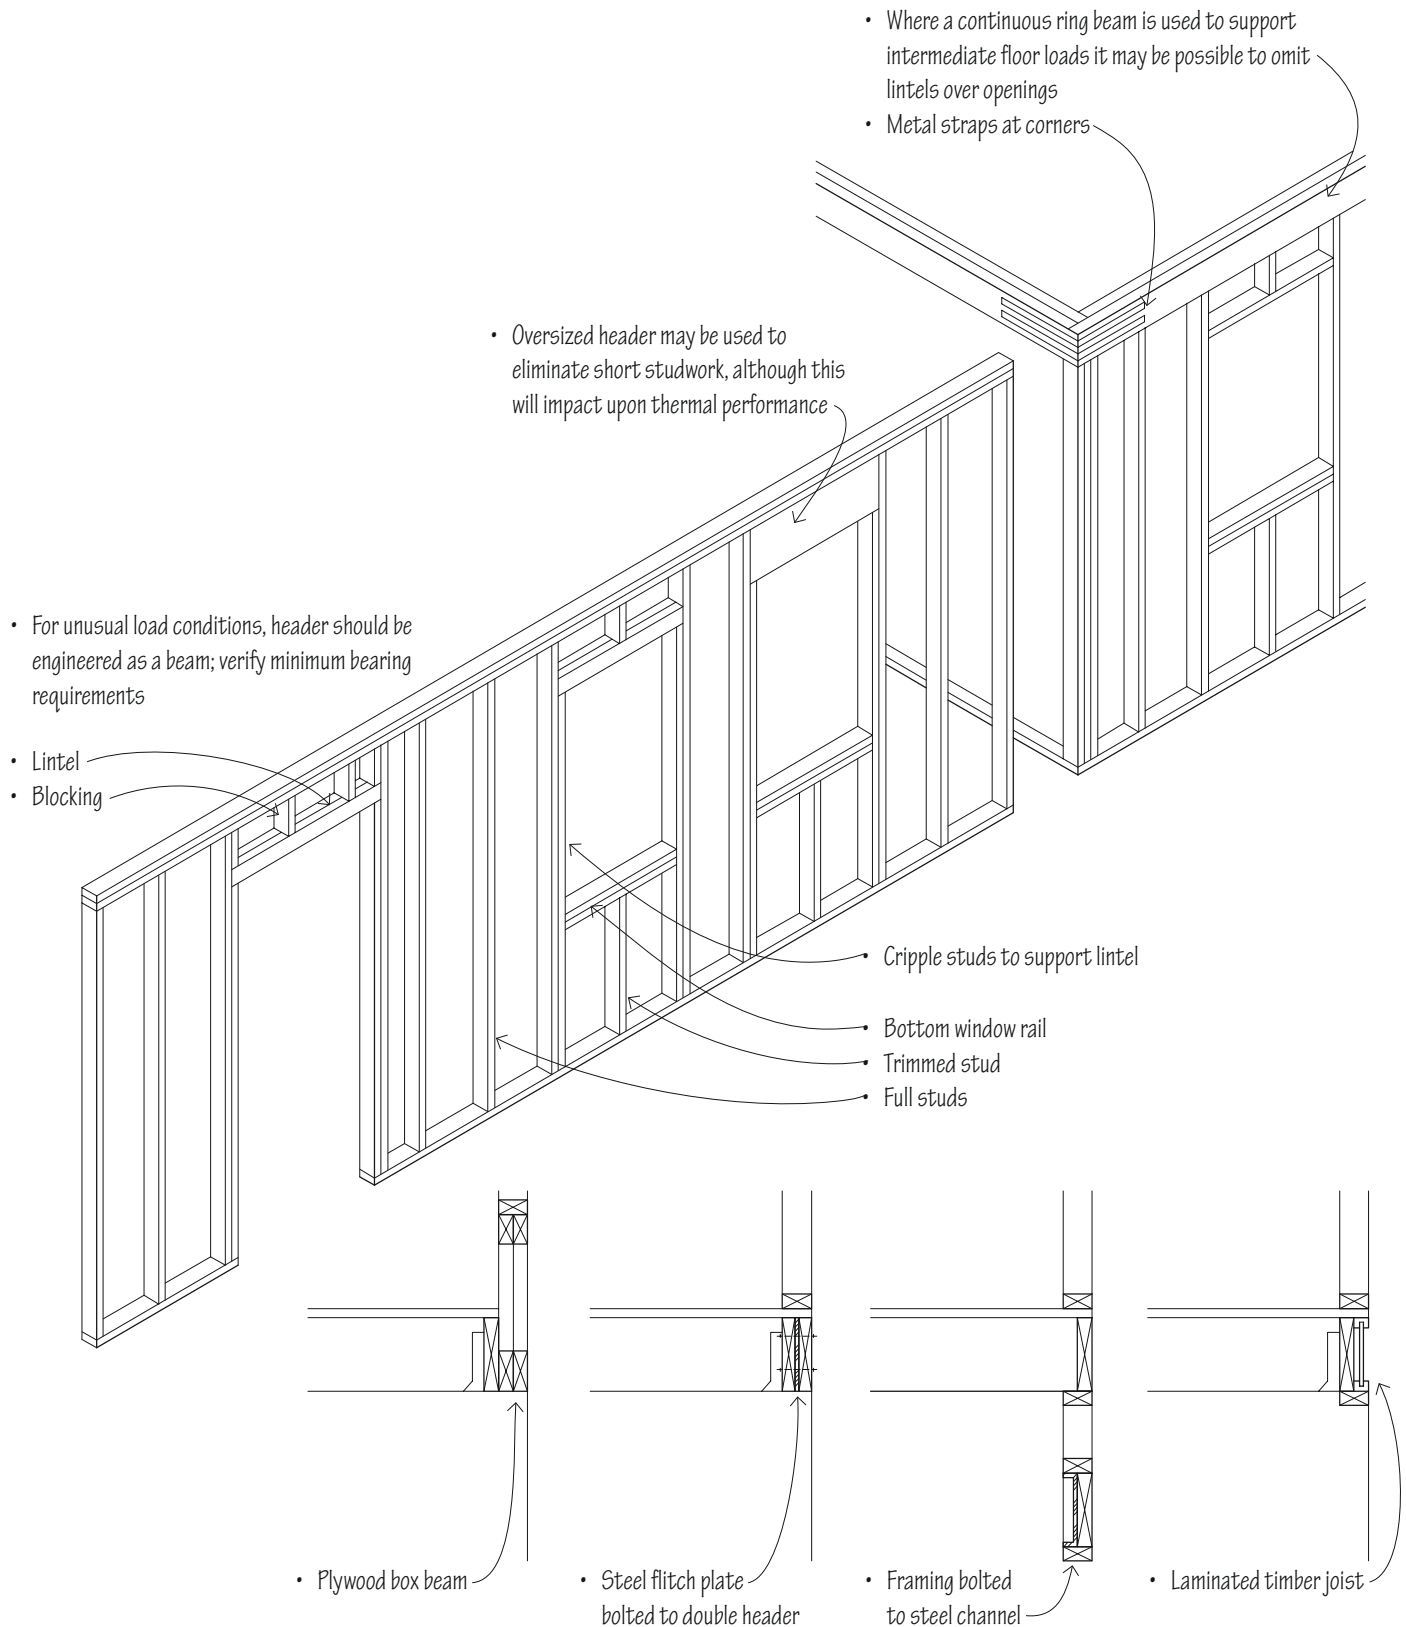 • Where a continuous ring beam is used to support
intermediate floor loads it may be possible to omit
lintels over openings
• Metal straps at corners
• Oversized header may be used to
eliminate short studwork, although this
will impact upon thermal performance
• For unusual load conditions, header should be
engineered as a beam; verify minimum bearing
requirements
• Lintel
• Blocking
• Cripple studs to support lintel
• Bottom window rail
• Trimmed stud
• Full studs
• Plywood box beam
• Steel flitch plate
bolted to double header
• Framing bolted
to steel channel
• Laminated timber joist